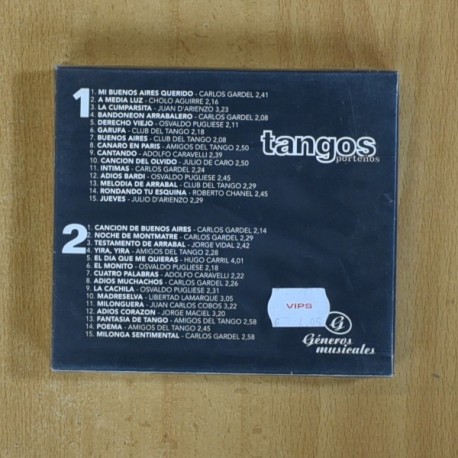 1
1. MI BUENOS AIRES QUERIDO - CARLOS GARDEL 2,41
2. A MEDIA LUZ - CHOLO AGUIRRE 2,16
3. LA CUMPARSITA - JUAN D'ARIENZO 3,23
4. BANDONEON ARRABALERO - CARLOS GARDEL 2,08
5. DERECHO VIEJO - OSVALDO PUGLIESE 2,11
6. GARUFA - CLUB DEL TANGO 2,18
7. BUENOS AIRES - CLUB DEL TANGO 2,08
8. CANARO EN PARIS - AMIGOS DEL TANGO 2,50
9. CANTANDO - ADOLFO CARAVELLI 2,39
10. CANCION DEL OLVIDO - JULIO DE CARO 2,50
11. INTIMAS - CARLOS GARDEL 2,24
12. ADIOS BARDI - OSVALDO PUGLIESE 2,45
13. MELODIA DE ARRABAL - CLUB DEL TANGO 2,29
14. RONDANDO TU ESQUINA - ROBERTO CHANEL 2,45
15. JUEVES - JULIO D'ARIENZO 2,29
tangos
porteños
2
1. CANCION DE BUENOS AIRES - CARLOS GARDEL 2,14
2. NOCHE DE MONTMATRE - CARLOS GARDEL 2,29
3. TESTAMENTO DE ARRABAL - JORGE VIDAL 2,42
4. YIRA, YIRA - AMIGOS DEL TANGO 2,28
5. EL DIA QUE ME QUIERAS - HUGO CARRIL 4,01
6. EL MONITO - OSVALDO PUGLIESE 2,18
7. CUATRO PALABRAS - ADOLFO CARAVELLI 2,22
8. ADIOS MUCHACHOS - CARLOS GARDEL 2,26
9. LA CACHILA - OSVALDO PUGLIESE 2,31
10. MADRESELVA - LIBERTAD LAMARQUE 3,05
11. MILONGUERA - JUAN CARLOS COBOS 3,22
12. ADIOS CORAZON - JORGE MACIEL 3,20
13. FANTASIA DE TANGO - AMIGOS DEL TANGO 2,58
14. POEMA - AMIGOS DEL TANGO 2,45
15. MILONGA SENTIMENTAL - CARLOS GARDEL 2,58
VIPS
G
Géneros
musicales